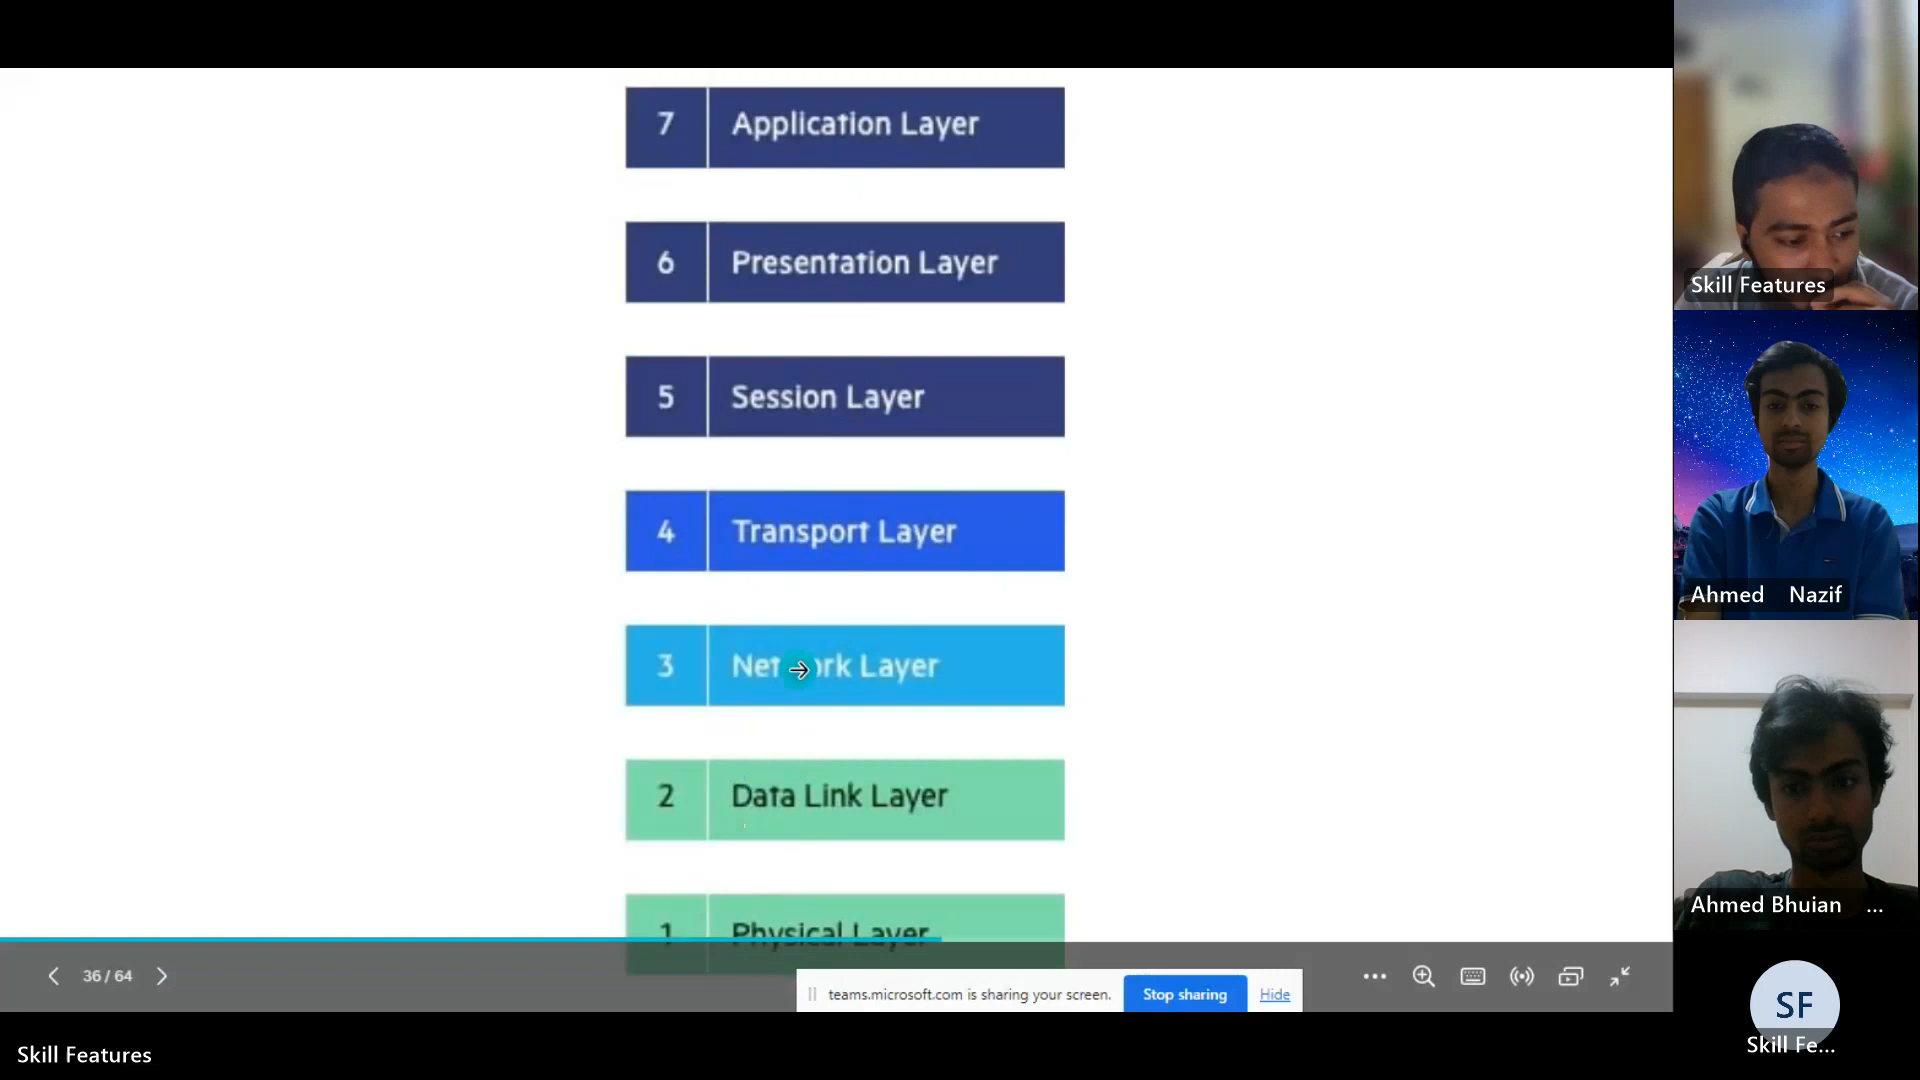 7 Application Layer
6 Presentation Layer
5 Session Layer
4 Transport Layer
3 Network Layer
2 Data Link Layer
1 Physical Layer
36 / 64
teams.microsoft.com is sharing your screen. Stop sharing Hide
Skill Features
Skill Features
Ahmed Nazif
Ahmed Bhuian ...
SF
Skill Fe...